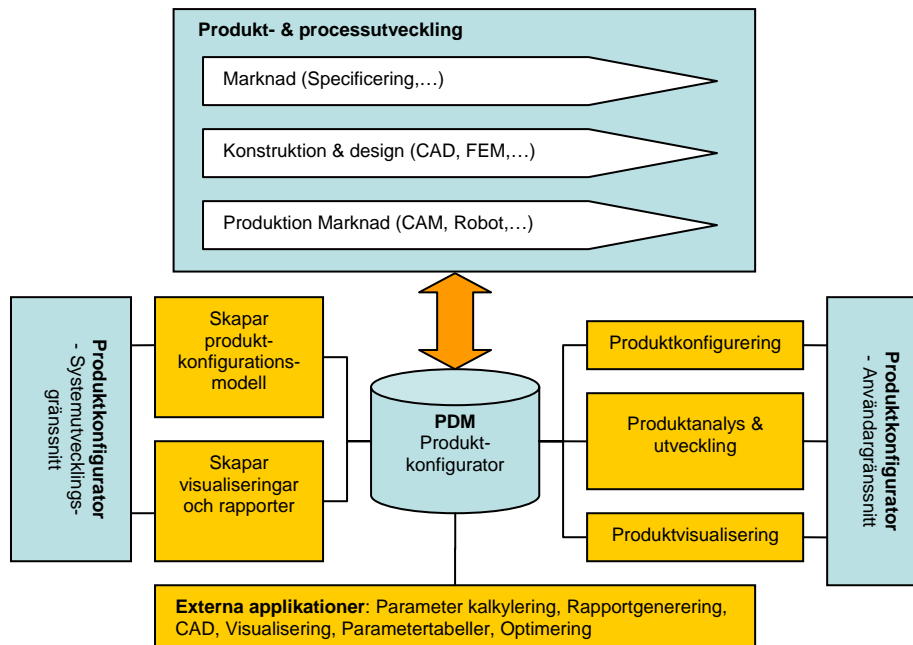 Produkt- & processutveckling
Marknad (Specificering,…)
Konstruktion & design (CAD, FEM,…)
Produktion Marknad (CAM, Robot,…)
Produktkonfigurator
- Systemutvecklings-
gränssnitt
Skapar
produkt-
konfigurations-
modell
Skapar
visualiseringar
och rapporter
PDM
Produkt-
konfigurator
Produktkonfigurering
Produktanalys &
utveckling
Produktvisualisering
Produktkonfigurator
- Användargränssnitt
Externa applikationer: Parameter kalkylering, Rapportgenerering,
CAD, Visualisering, Parametertabeller, Optimering